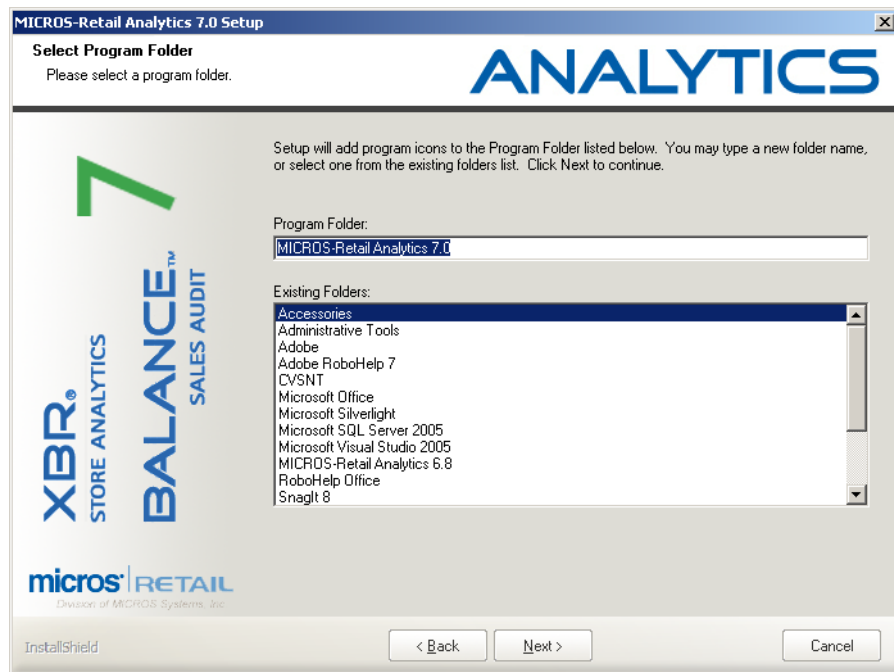 MICROS-Retail Analytics 7.0 Setup
Select Program Folder
Please select a program folder.
ANALYTICS
Setup will add program icons to the Program Folder listed below. You may type a new folder name,
or select one from the existing folders list. Click Next to continue.
Program Folder:
MICROS-Retail Analytics 7.0
Existing Folders:
Accessories
Administrative Tools
Adobe
Adobe RoboHelp 7
CVSNT
Microsoft Office
Microsoft Silverlight
Microsoft SQL Server 2005
Microsoft Visual Studio 2005
MICROS-Retail Analytics 6.8
RoboHelp Office
SnagIt 8
7
XBR®
STORE ANALYTICS
BALANCE™
SALES AUDIT
micros RETAIL
Division of MICROS Systems, Inc.
InstallShield
< Back
Next >
Cancel